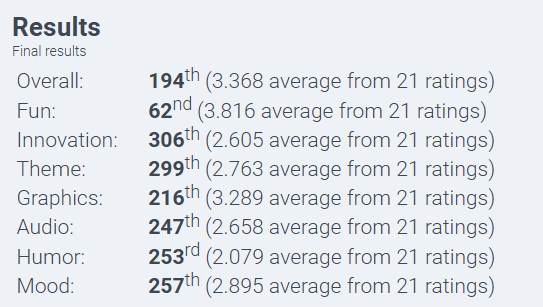 Results
Final results
Overall: 194th (3.368 average from 21 ratings)
Fun: 62nd (3.816 average from 21 ratings)
Innovation: 306th (2.605 average from 21 ratings)
Theme: 299th (2.763 average from 21 ratings)
Graphics: 216th (3.289 average from 21 ratings)
Audio: 247th (2.658 average from 21 ratings)
Humor: 253rd (2.079 average from 21 ratings)
Mood: 257th (2.895 average from 21 ratings)